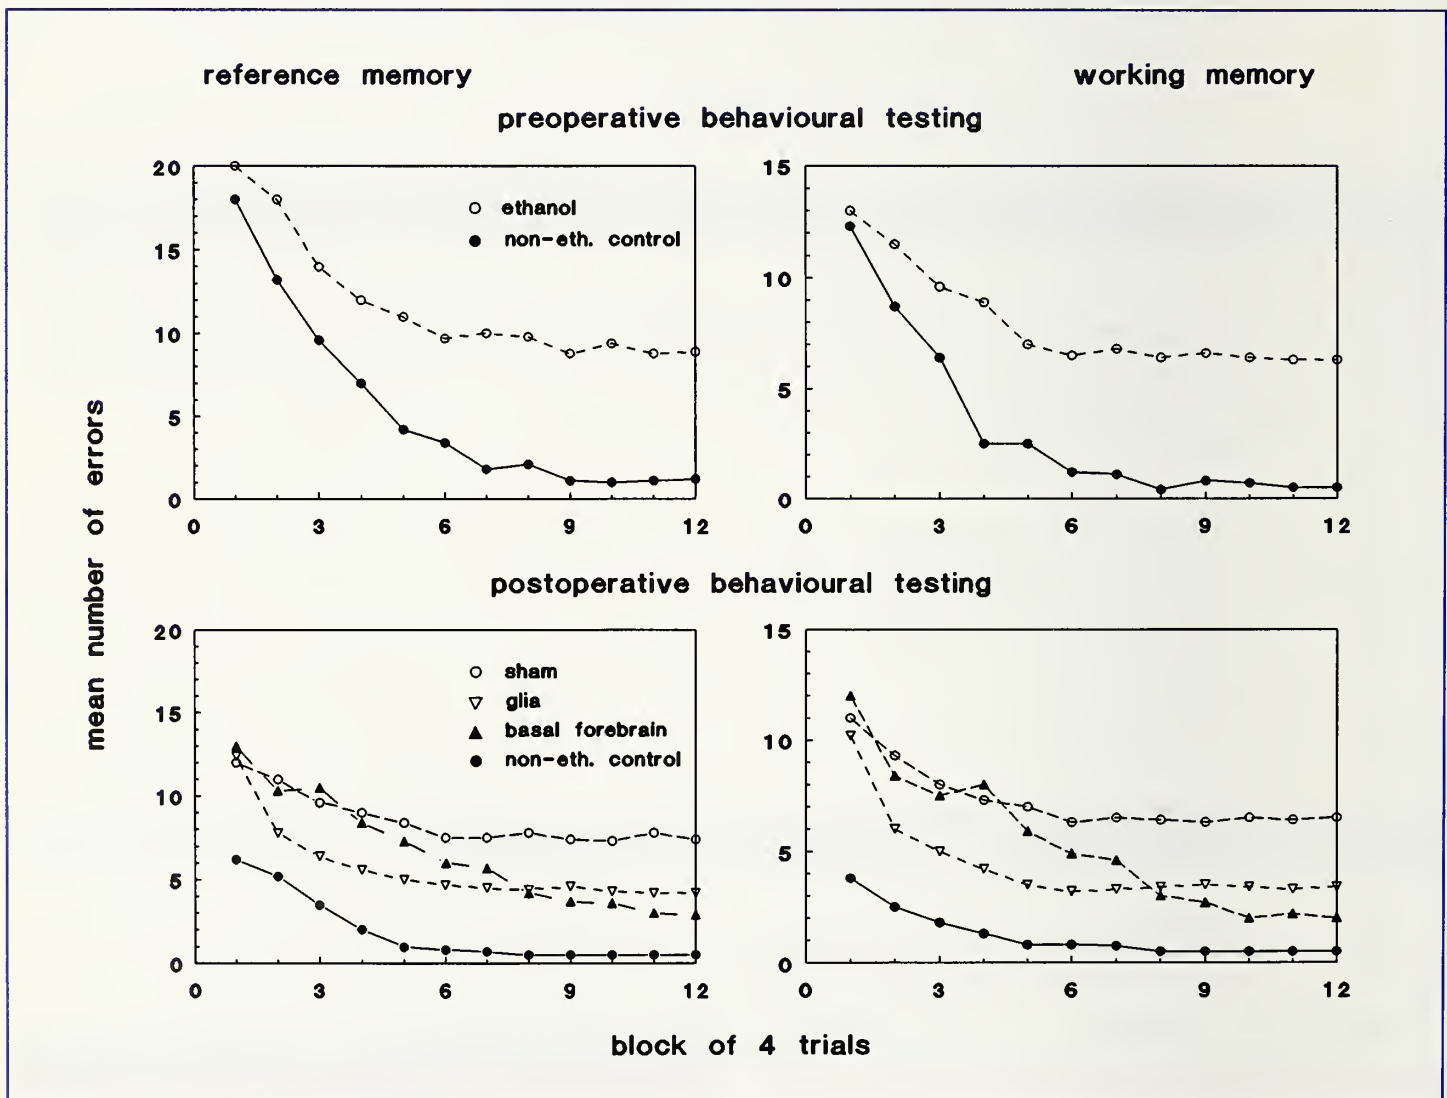 reference memory
working memory
preoperative behavioural testing
20
15
10
5
0
0 3 6 9 12
ethanol
non-eth. control
15
10
5
0
0 3 6 9 12
mean number of errors
postoperative behavioural testing
20
15
10
5
0
0 3 6 9 12
sham
glia
basal forebrain
non-eth. control
15
10
5
0
0 3 6 9 12
block of 4 trials